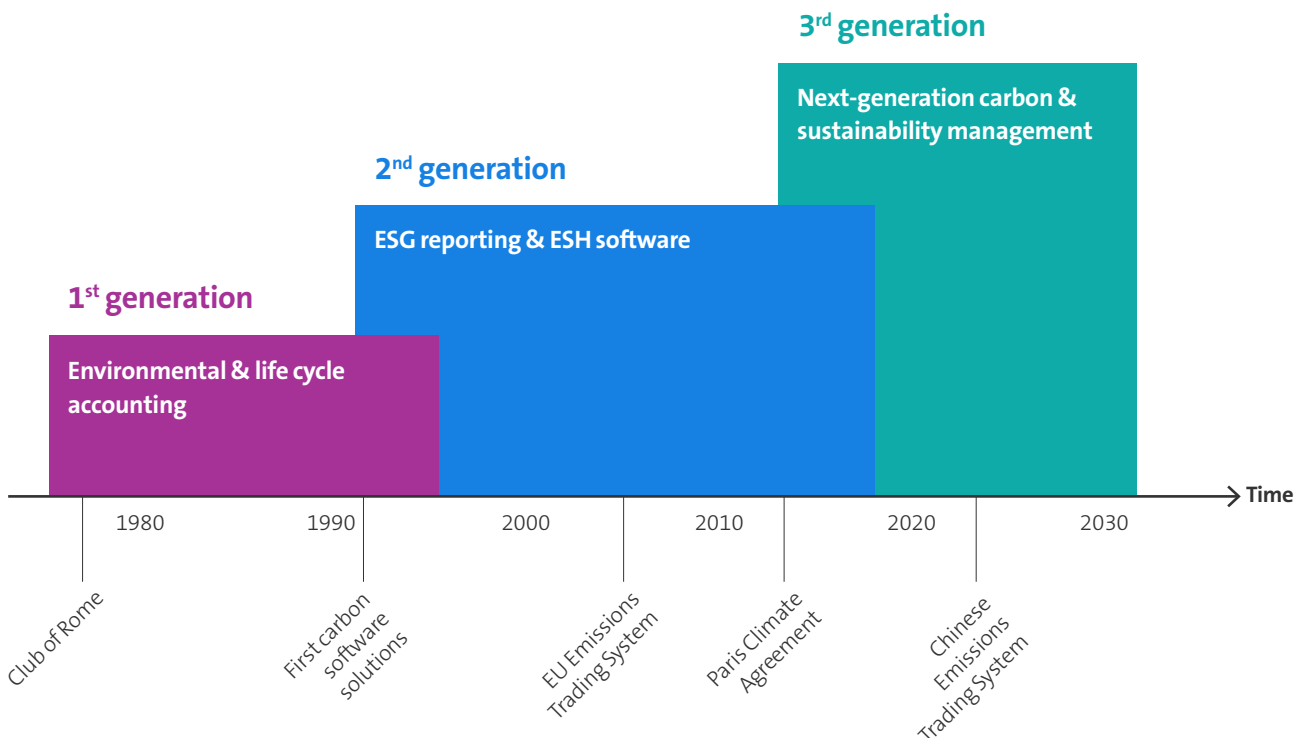 3rd generation
Next-generation carbon &
sustainability management
2nd generation
ESG reporting & ESH software
1st generation
Environmental & life cycle
accounting
Time
1980
1990
2000
2010
2020
2030
Club of Rome
First carbon
software
solutions
EU Emissions
Trading System
Paris Climate
Agreement
Chinese
Emissions
Trading System